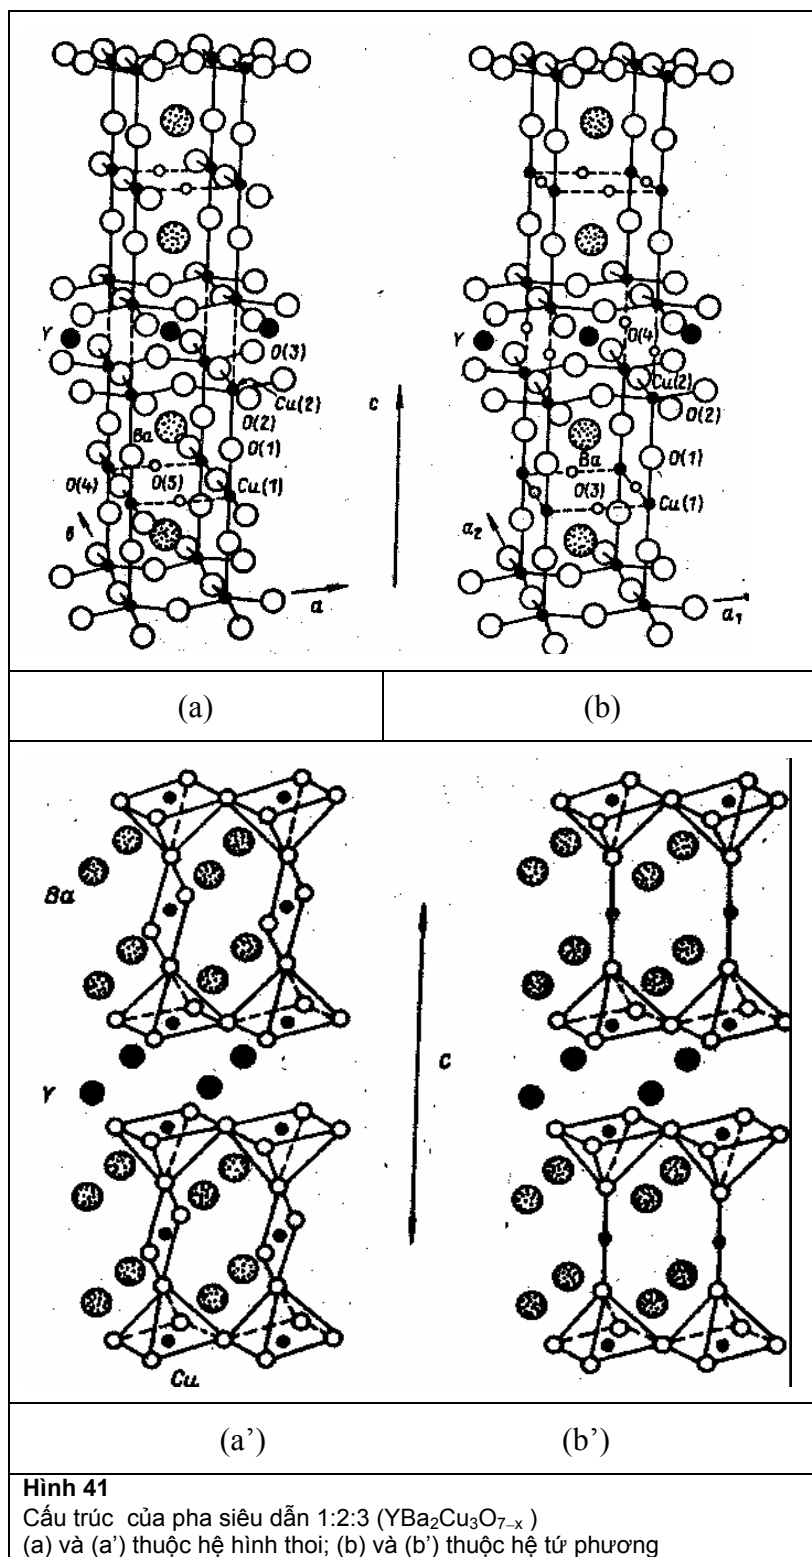 Y
O(3)
Cu(2)
O(2)
Ba
O(1)
O(4)
O(5)
Cu(1)
в
a
c
Y
O(4)
Cu(2)
O(2)
O(1)
Ba
O(3)
Cu(1)
a2
a1
(a) (b)
Ba
Y
c
Cu
(a’) (b’)
Hình 41
Cấu trúc của pha siêu dẫn 1:2:3 (YBa2Cu3O7–x )
(a) và (a’) thuộc hệ hình thoi; (b) và (b’) thuộc hệ tứ phương